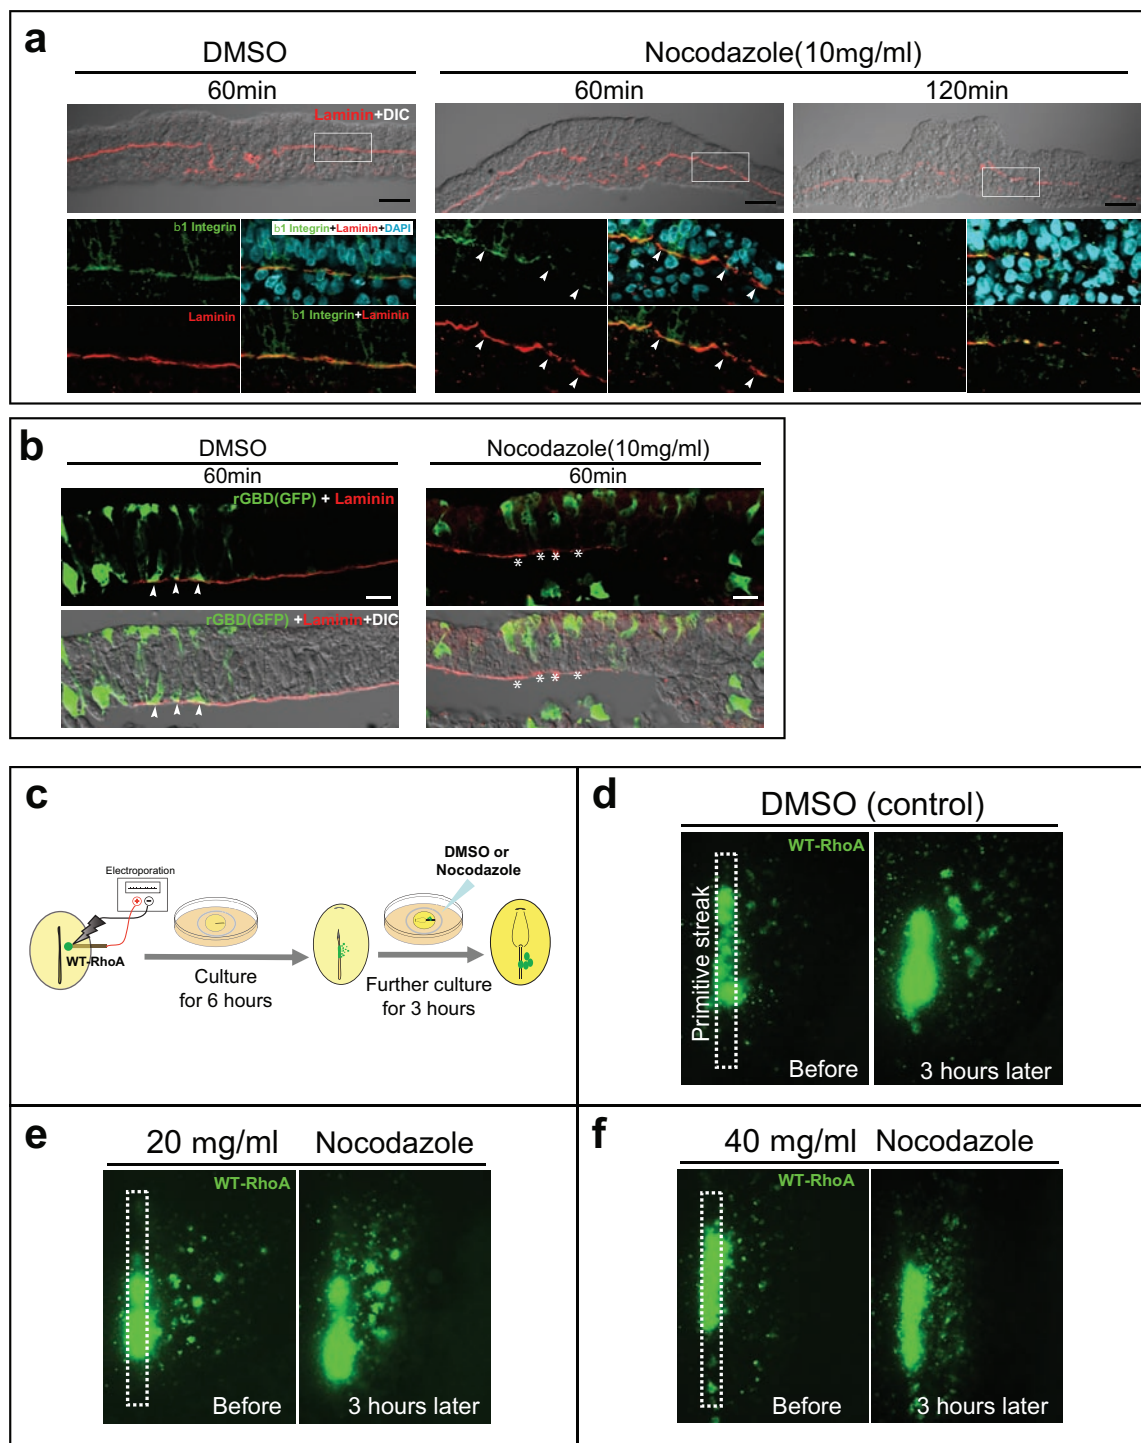 a
DMSO
Nocodazole(10mg/ml)
60min
60min
120min
Laminin+DIC
b1 Integrin
b1 Integrin+Laminin+DAPI
Laminin
b1 Integrin+Laminin
b
DMSO
Nocodazole(10mg/ml)
60min
60min
rGBD(GFP) + Laminin
* * * *
rGBD(GFP) +Laminin+DIC
* * * *
c
Electroporation
+ −
WT-RhoA
Culture
for 6 hours
DMSO or
Nocodazole
Further culture
for 3 hours
d
DMSO (control)
WT-RhoA
Primitive streak
Before
3 hours later
e
20 mg/ml Nocodazole
WT-RhoA
Before
3 hours later
f
40 mg/ml Nocodazole
WT-RhoA
Before
3 hours later